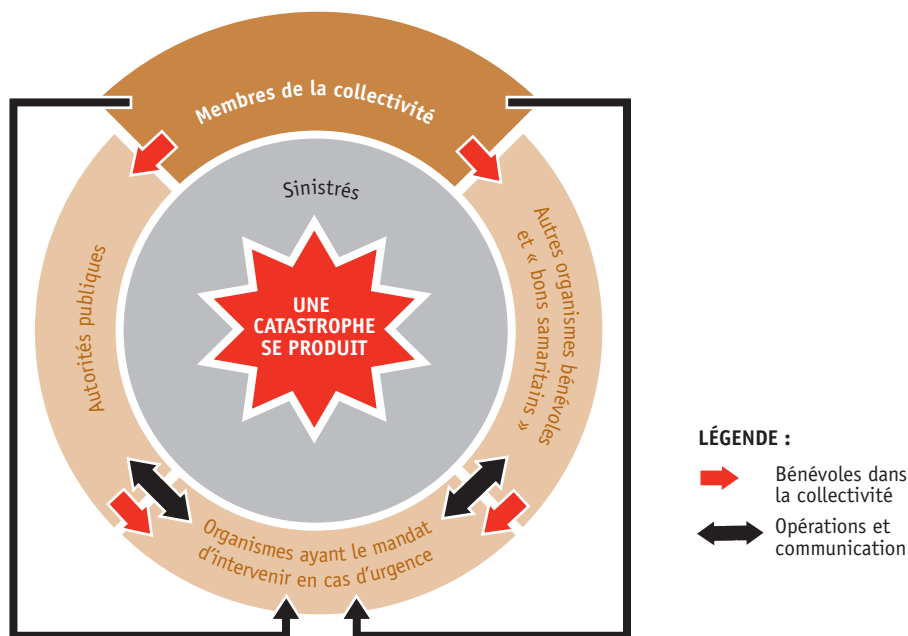 Membres de la collectivité
Sinistrés
UNE
CATASTROPHE
SE PRODUIT
Autorités publiques
Autres organismes bénévoles
et « bons samaritains »
Organismes ayant le mandat
d'intervenir en cas d'urgence
LÉGENDE :
Bénévoles dans
la collectivité
Opérations et
communication